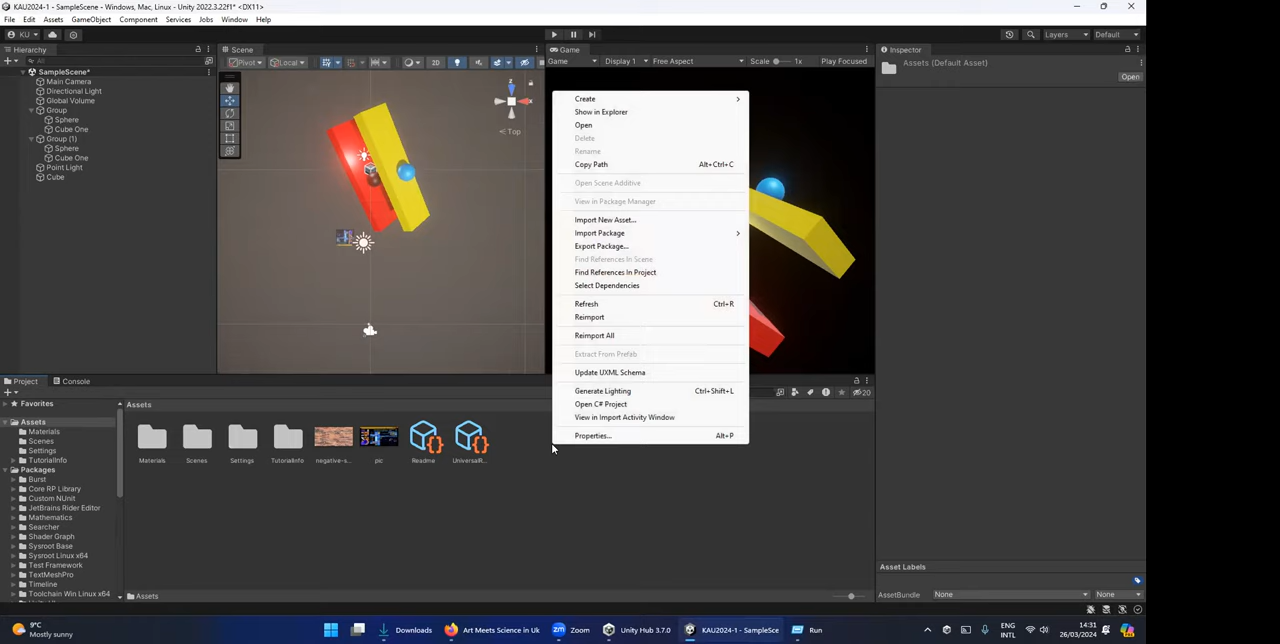 KAU2024-1 - SampleScene - Windows, Mac, Linux - Unity 2022.3.22f1* <DX11>
File Edit Assets GameObject Component Services Jobs Window Help
KU Layers Default
Hierarchy
All
SampleScene*
Main Camera
Directional Light
Global Volume
Group
Sphere
Cube One
Group (1)
Sphere
Cube One
Point Light
Cube
Scene
Pivot Local 2D
Z
X
Top
Game
Game Display 1 Free Aspect Scale 1x Play Focused
Create
Show in Explorer
Open
Delete
Rename
Copy Path Alt+Ctrl+C
Open Scene Additive
View in Package Manager
Import New Asset...
Import Package
Export Package...
Find References In Scene
Find References In Project
Select Dependencies
Refresh Ctrl+R
Reimport
Reimport All
Extract From Prefab
Update UXML Schema
Generate Lighting Ctrl+Shift+L
Open C# Project
View in Import Activity Window
Properties... Alt+P
Inspector
Assets (Default Asset)
Open
Project Console
20
Favorites
Assets
Materials
Scenes
Settings
TutorialInfo
Packages
Burst
Core RP Library
Custom NUnit
JetBrains Rider Editor
Mathematics
Searcher
Shader Graph
Sysroot Base
Sysroot Linux x64
Test Framework
TextMeshPro
Timeline
Toolchain Win Linux x64
Assets
Materials Scenes Settings TutorialInfo negative-s... pic Readme UniversalR...
Assets
Asset Labels
AssetBundle None None
9°C
Mostly sunny
Downloads Art Meets Science in Uk Zoom Unity Hub 3.7.0 KAU2024-1 - SampleSce Run
ENG
INTL
14:31
26/03/2024